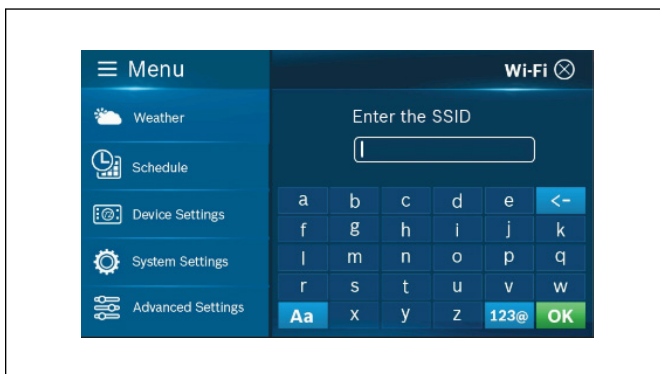 Menu
Wi-Fi
Weather
Schedule
Device Settings
System Settings
Advanced Settings
Enter the SSID
a b c d e <-
f g h i j k
l m n o p q
r s t u v w
Aa x y z 123@ OK